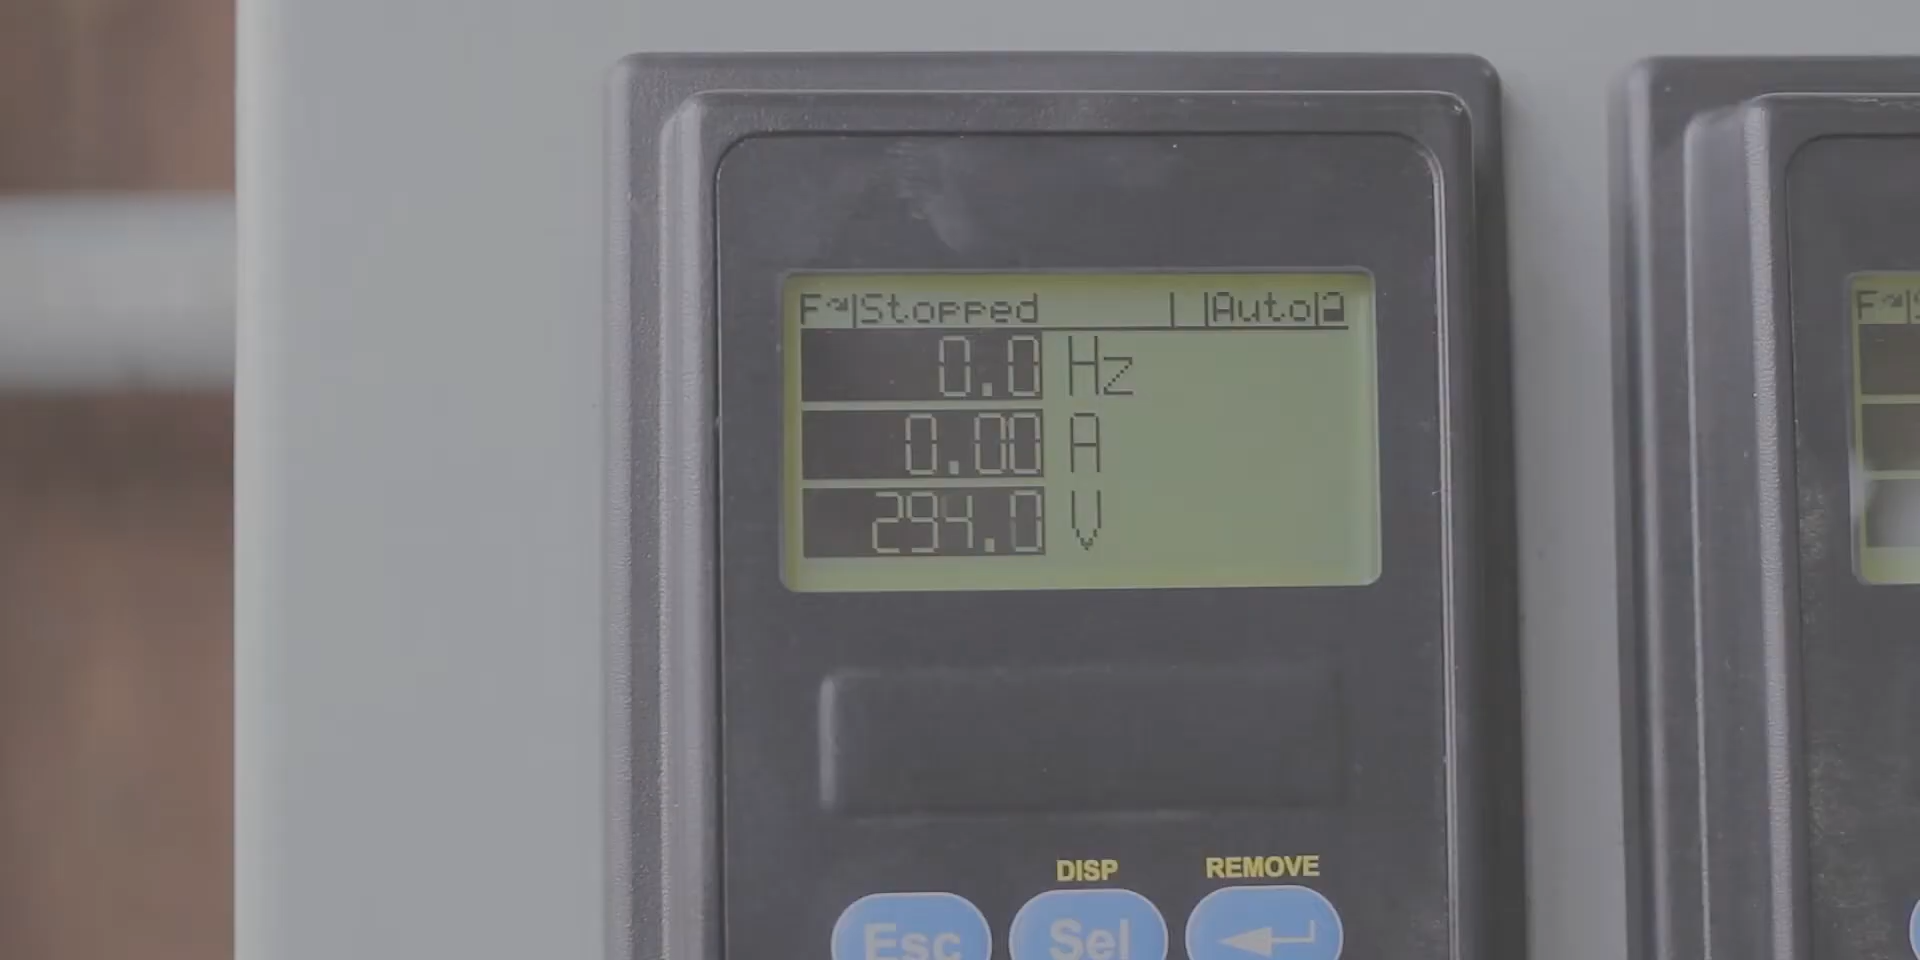 F Stopped Auto
0.0 Hz
0.00 A
294.0 V
DISP REMOVE
Esc Sel
F